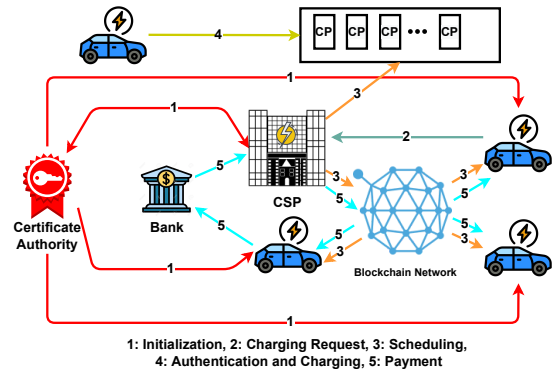 4
CP CP CP ••• CP
1
1
3
2
$
5
CSP
3
5
3
5
Certificate
Authority
Bank
5
5
3
5
3
1
Blockchain Network
1
1: Initialization, 2: Charging Request, 3: Scheduling,
4: Authentication and Charging, 5: Payment